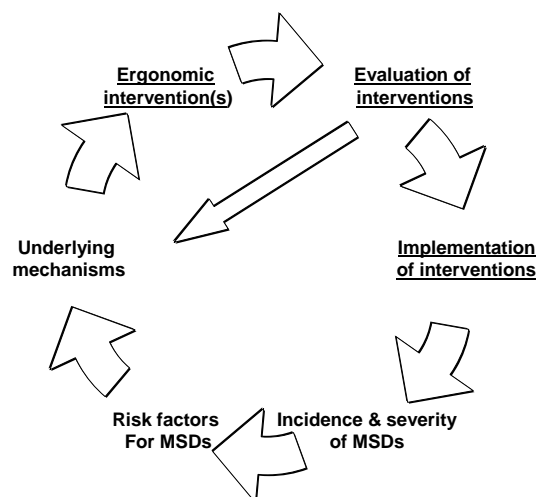 Ergonomic
intervention(s)
Evaluation of
interventions
Underlying
mechanisms
Implementation
of interventions
Risk factors
For MSDs
Incidence & severity
of MSDs